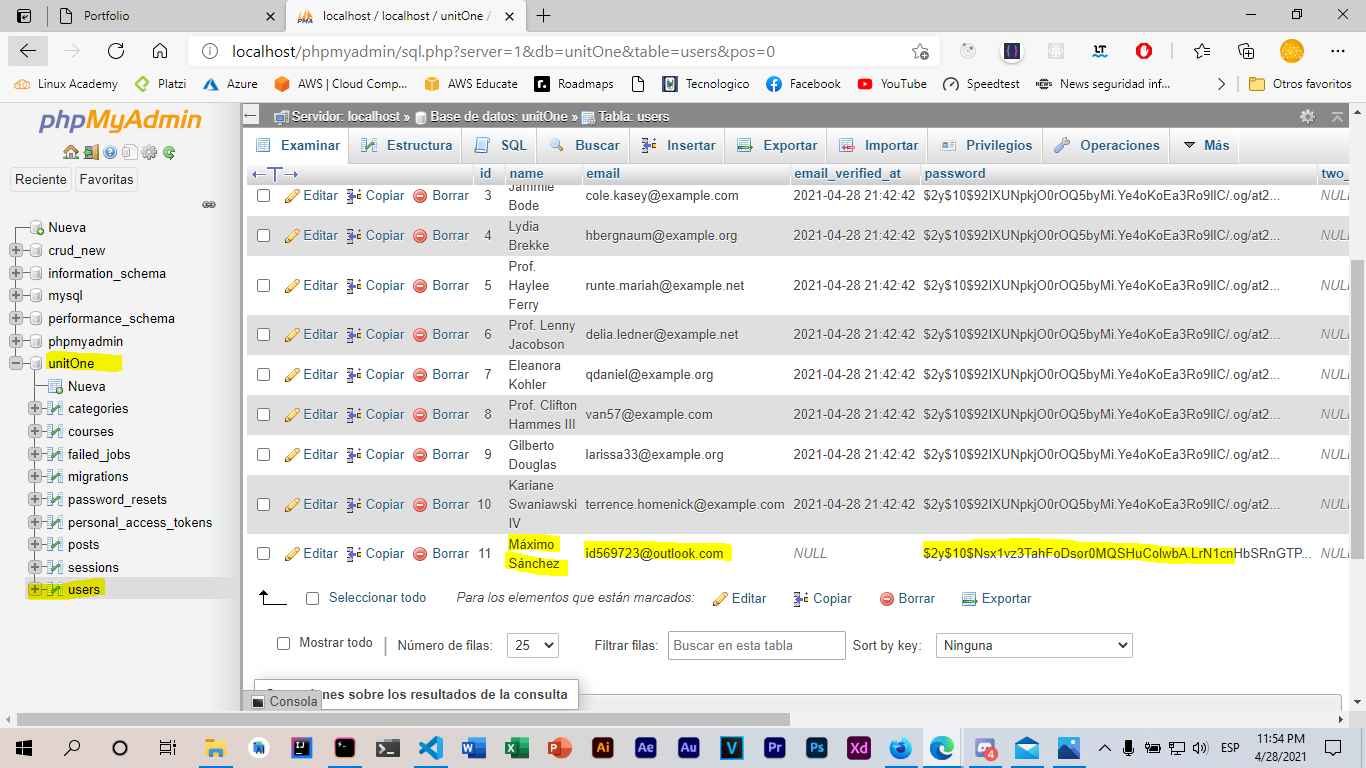 Portfolio
localhost / localhost / unitOne /
localhost/phpmyadmin/sql.php?server=1&db=unitOne&table=users&pos=0
Linux Academy Platzi Azure AWS | Cloud Comp... AWS Educate Roadmaps Tecnologico Facebook YouTube Speedtest News seguridad inf... Otros favoritos
phpMyAdmin
Reciente Favoritas
Nueva
crud_new
information_schema
mysql
performance_schema
phpmyadmin
unitOne
Nueva
categories
courses
failed_jobs
migrations
password_resets
personal_access_tokens
posts
sessions
users
Servidor: localhost » Base de datos: unitOne » Tabla: users
Examinar Estructura SQL Buscar Insertar Exportar Importar Privilegios Operaciones Más
id name email email_verified_at password two_
Jammie
Editar Copiar Borrar 3 cole.kasey@example.com 2021-04-28 21:42:42 $2y$10$92IXUNpkjO0rOQ5byMi.Ye4oKoEa3Ro9llC/.og/at2... NULL
Bode
Lydia
Editar Copiar Borrar 4 hbergnaum@example.org 2021-04-28 21:42:42 $2y$10$92IXUNpkjO0rOQ5byMi.Ye4oKoEa3Ro9llC/.og/at2... NULL
Brekke
Prof.
Editar Copiar Borrar 5 Haylee runte.mariah@example.net 2021-04-28 21:42:42 $2y$10$92IXUNpkjO0rOQ5byMi.Ye4oKoEa3Ro9llC/.og/at2... NULL
Ferry
Prof. Lenny
Editar Copiar Borrar 6 delia.ledner@example.net 2021-04-28 21:42:42 $2y$10$92IXUNpkjO0rOQ5byMi.Ye4oKoEa3Ro9llC/.og/at2... NULL
Jacobson
Eleanora
Editar Copiar Borrar 7 qdaniel@example.org 2021-04-28 21:42:42 $2y$10$92IXUNpkjO0rOQ5byMi.Ye4oKoEa3Ro9llC/.og/at2... NULL
Kohler
Prof. Clifton
Editar Copiar Borrar 8 van57@example.com 2021-04-28 21:42:42 $2y$10$92IXUNpkjO0rOQ5byMi.Ye4oKoEa3Ro9llC/.og/at2... NULL
Hammes III
Gilberto
Editar Copiar Borrar 9 larissa33@example.org 2021-04-28 21:42:42 $2y$10$92IXUNpkjO0rOQ5byMi.Ye4oKoEa3Ro9llC/.og/at2... NULL
Douglas
Kariane
Editar Copiar Borrar 10 Swaniawski terrence.homenick@example.com 2021-04-28 21:42:42 $2y$10$92IXUNpkjO0rOQ5byMi.Ye4oKoEa3Ro9llC/.og/at2... NULL
IV
Máximo
Editar Copiar Borrar 11 id569723@outlook.com NULL $2y$10$Nsx1vz3TahFoDsor0MQSHuColwbA.LrN1cnHbSRnGTP... NULL
Sánchez
Seleccionar todo Para los elementos que están marcados: Editar Copiar Borrar Exportar
Mostrar todo Número de filas: 25 Filtrar filas: Buscar en esta tabla Sort by key: Ninguna
nes sobre los resultados de la consulta
Consola
11:54 PM
ESP
4/28/2021